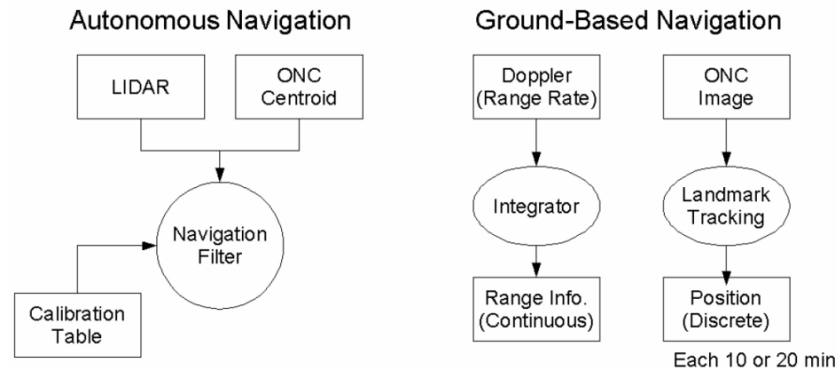 Autonomous Navigation
LIDAR
ONC
Centroid
Navigation
Filter
Calibration
Table
Ground-Based Navigation
Doppler
(Range Rate)
ONC
Image
Integrator
Landmark
Tracking
Range Info.
(Continuous)
Position
(Discrete)
Each 10 or 20 min